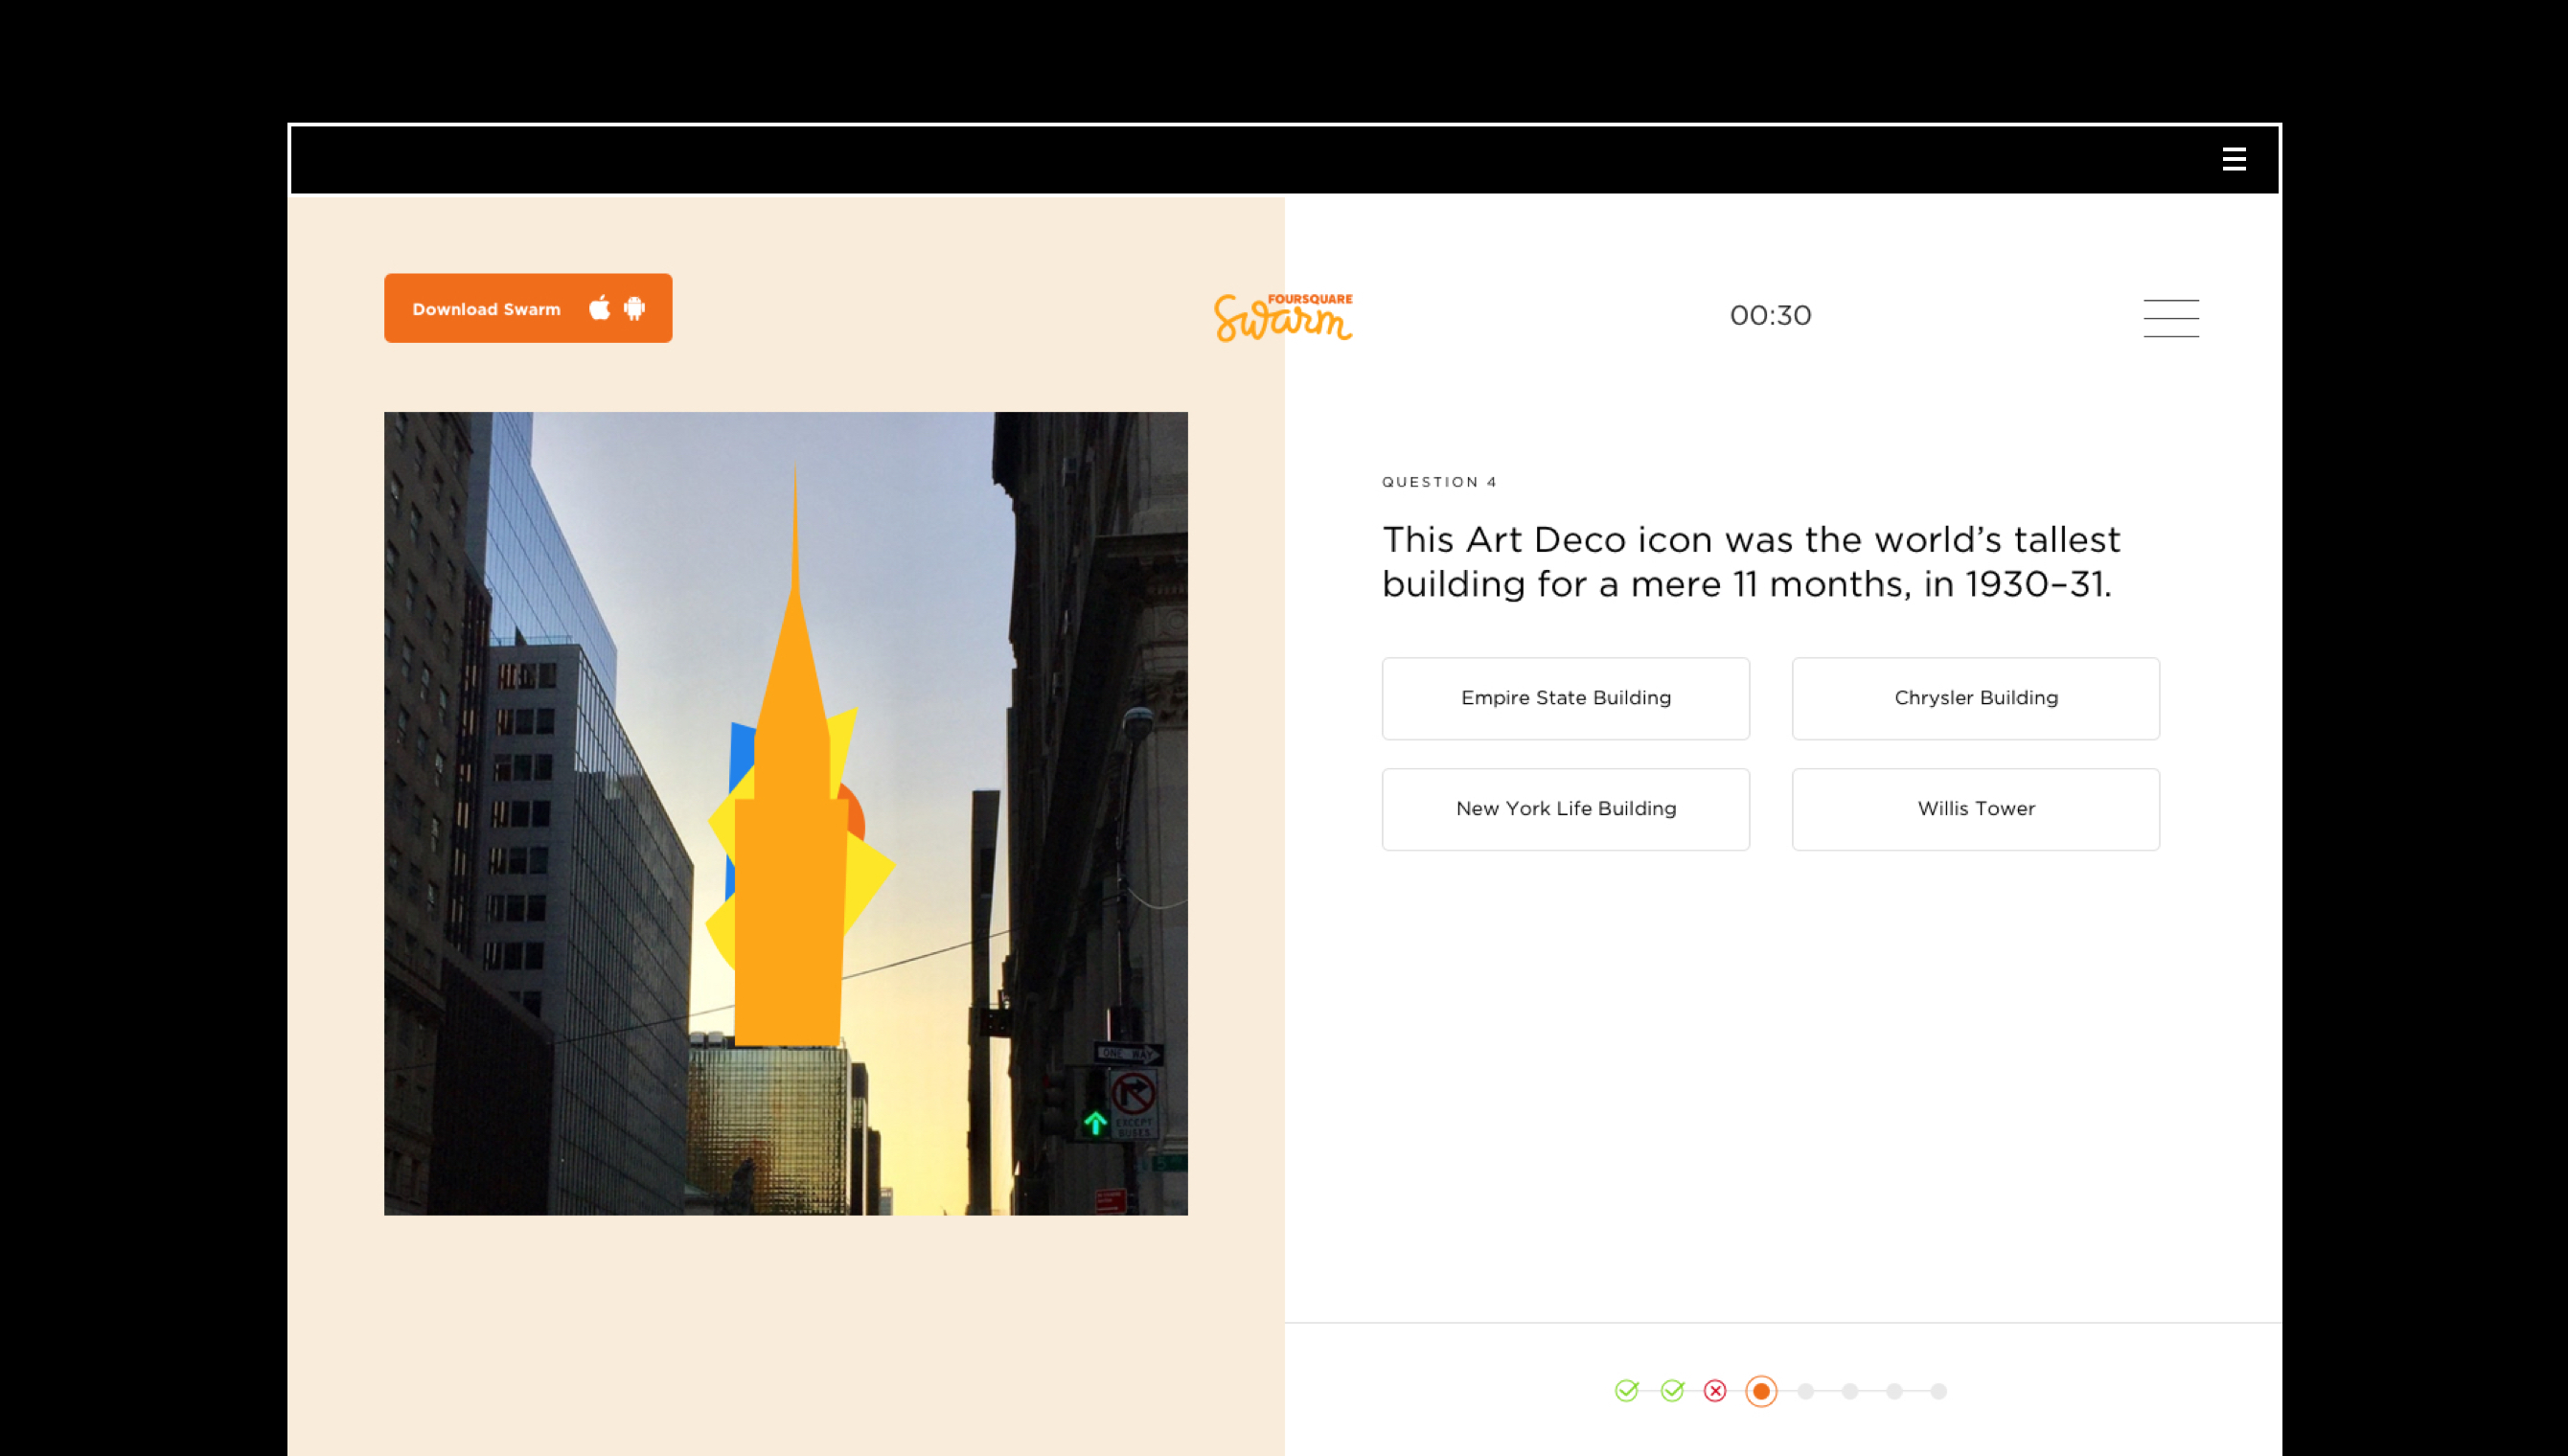 Download Swarm
FOURSQUARE
Swarm
00:30
QUESTION 4
This Art Deco icon was the world’s tallest
building for a mere 11 months, in 1930–31.
Empire State Building
Chrysler Building
New York Life Building
Willis Tower
ONE WAY
EXCEPT
BUSES